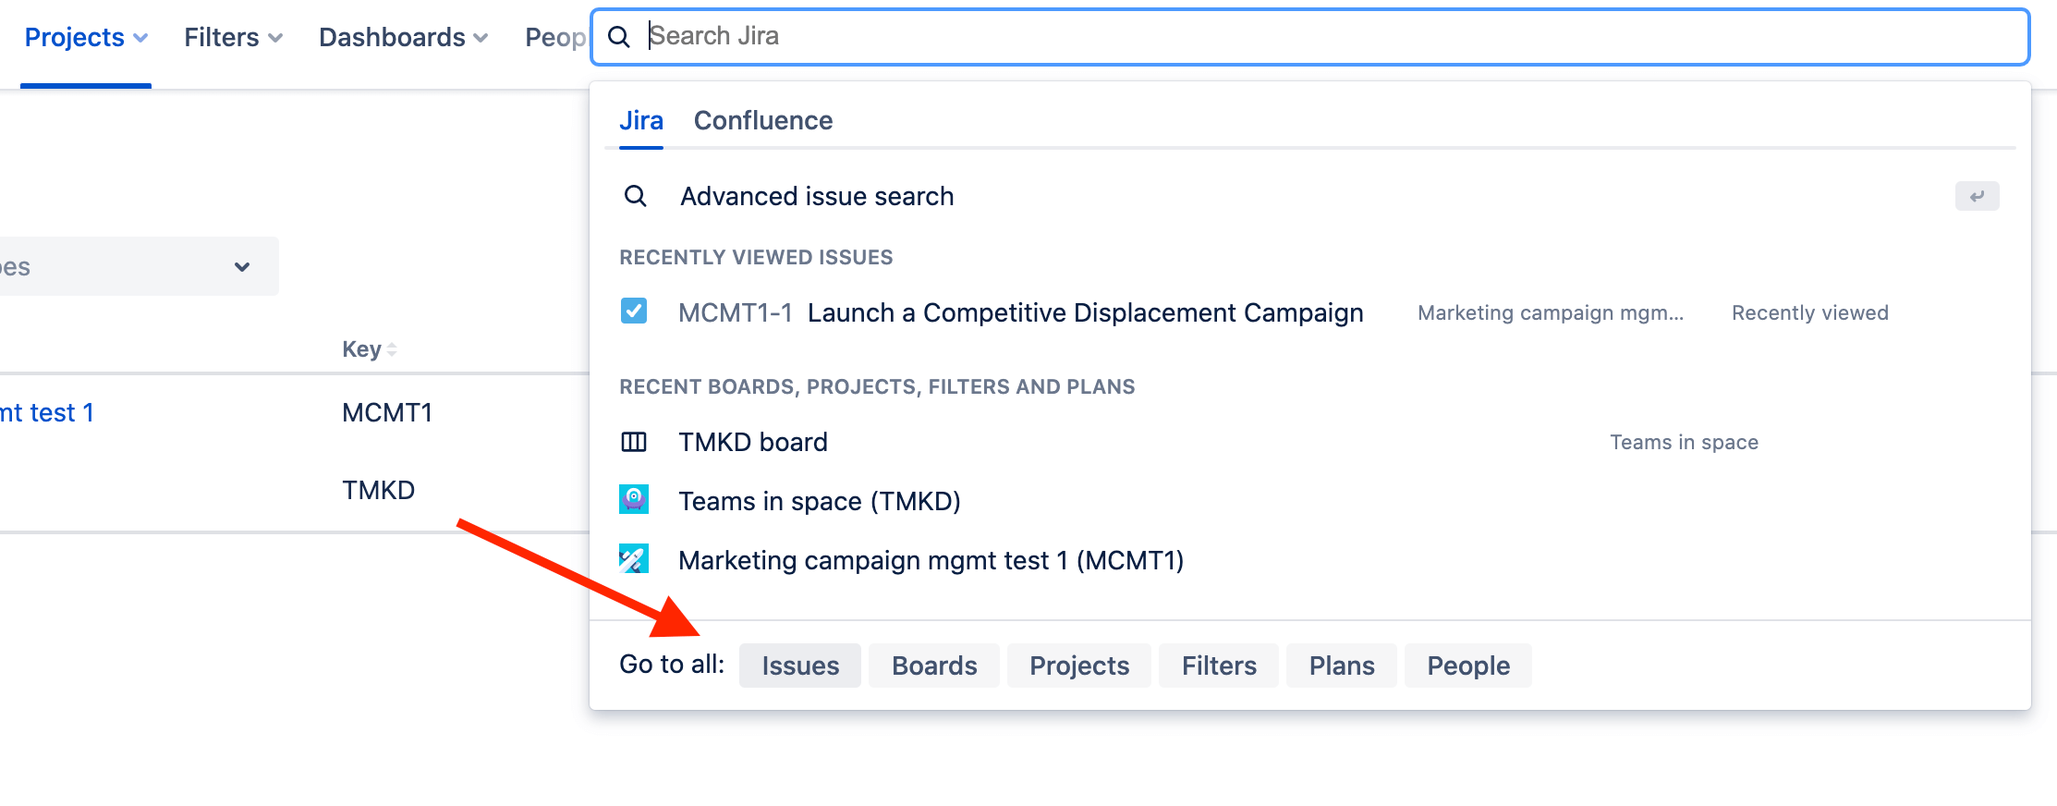 Projects Filters Dashboards Peop
Search Jira
Jira Confluence
Advanced issue search
RECENTLY VIEWED ISSUES
MCMT1-1 Launch a Competitive Displacement Campaign Marketing campaign mgm... Recently viewed
RECENT BOARDS, PROJECTS, FILTERS AND PLANS
TMKD board Teams in space
Teams in space (TMKD)
Marketing campaign mgmt test 1 (MCMT1)
Go to all: Issues Boards Projects Filters Plans People
es
Key
mt test 1 MCMT1
TMKD